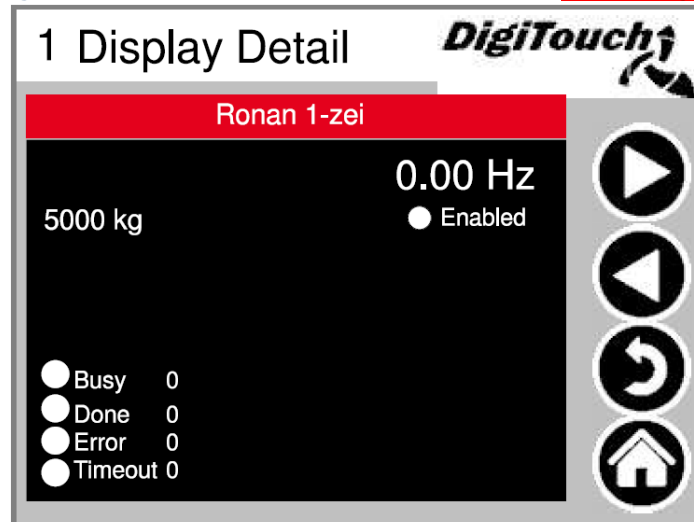 1 Display Detail
DigiTouch
Ronan 1-zei
0.00 Hz
5000 kg
Enabled
Busy 0
Done 0
Error 0
Timeout 0